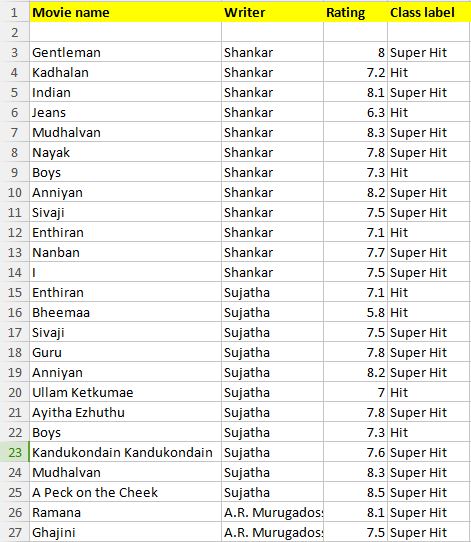 1 Movie name Writer Rating Class label
2
3 Gentleman Shankar 8 Super Hit
4 Kadhalan Shankar 7.2 Hit
5 Indian Shankar 8.1 Super Hit
6 Jeans Shankar 6.3 Hit
7 Mudhalvan Shankar 8.3 Super Hit
8 Nayak Shankar 7.8 Super Hit
9 Boys Shankar 7.3 Hit
10 Anniyan Shankar 8.2 Super Hit
11 Sivaji Shankar 7.5 Super Hit
12 Enthiran Shankar 7.1 Hit
13 Nanban Shankar 7.7 Super Hit
14 I Shankar 7.5 Super Hit
15 Enthiran Sujatha 7.1 Hit
16 Bheemaa Sujatha 5.8 Hit
17 Sivaji Sujatha 7.5 Super Hit
18 Guru Sujatha 7.8 Super Hit
19 Anniyan Sujatha 8.2 Super Hit
20 Ullam Ketkumae Sujatha 7 Hit
21 Ayitha Ezhuthu Sujatha 7.8 Super Hit
22 Boys Sujatha 7.3 Hit
23 Kandukondain Kandukondain Sujatha 7.6 Super Hit
24 Mudhalvan Sujatha 8.3 Super Hit
25 A Peck on the Cheek Sujatha 8.5 Super Hit
26 Ramana A.R. Murugadoss 8.1 Super Hit
27 Ghajini A.R. Murugadoss 7.5 Super Hit